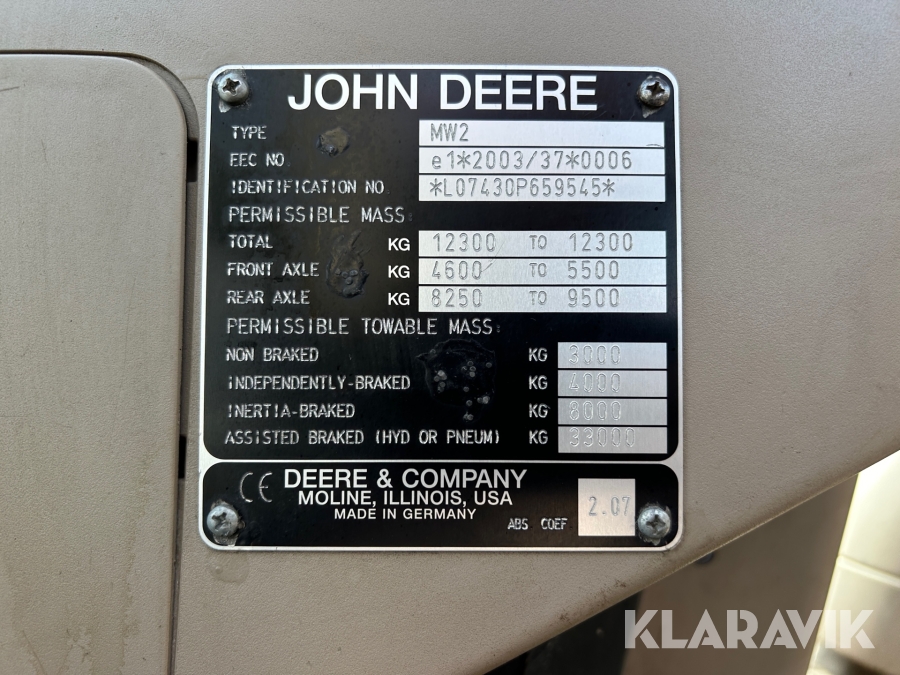 JOHN DEERE
TYPE MW2
EEC NO e1*2003/37*0006
IDENTIFICATION NO *L07430P659545*
PERMISSIBLE MASS:
TOTAL KG 12300 TO 12300
FRONT AXLE KG 4600 TO 5500
REAR AXLE KG 8250 TO 9500
PERMISSIBLE TOWABLE MASS:
NON BRAKED KG 3000
INDEPENDENTLY-BRAKED KG 4000
INERTIA-BRAKED KG 8000
ASSISTED BRAKED (HYD OR PNEUM) KG 33000
CE DEERE & COMPANY
MOLINE, ILLINOIS, USA
MADE IN GERMANY
ABS COEF 2.07
KLARAVIK